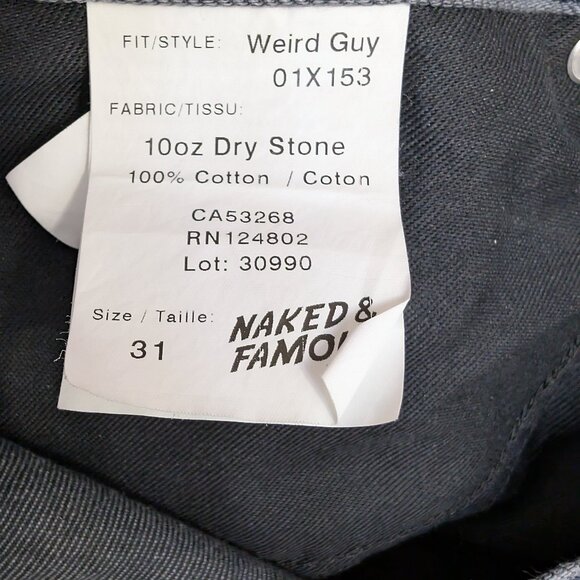 FIT/STYLE: Weird Guy
01X153
FABRIC/TISSU:
10oz Dry Stone
100% Cotton / Coton
CA53268
RN124802
Lot: 30990
Size / Taille:
31
NAKED &